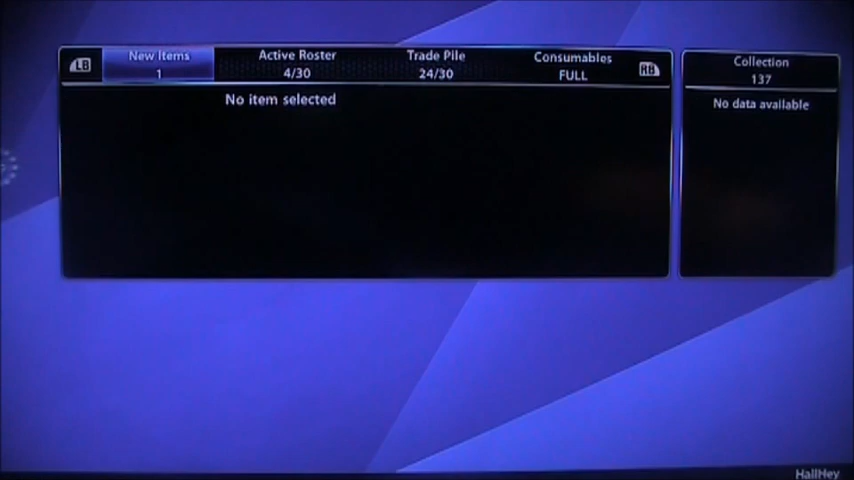 LB
New Items
1
Active Roster
4/30
Trade Pile
24/30
Consumables
FULL
RB
No item selected
Collection
137
No data available
HallHey